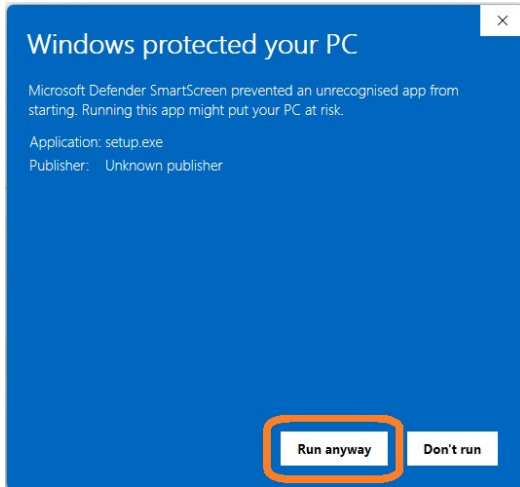 Windows protected your PC
Microsoft Defender SmartScreen prevented an unrecognised app from
starting. Running this app might put your PC at risk.
Application: setup.exe
Publisher: Unknown publisher
Run anyway
Don't run